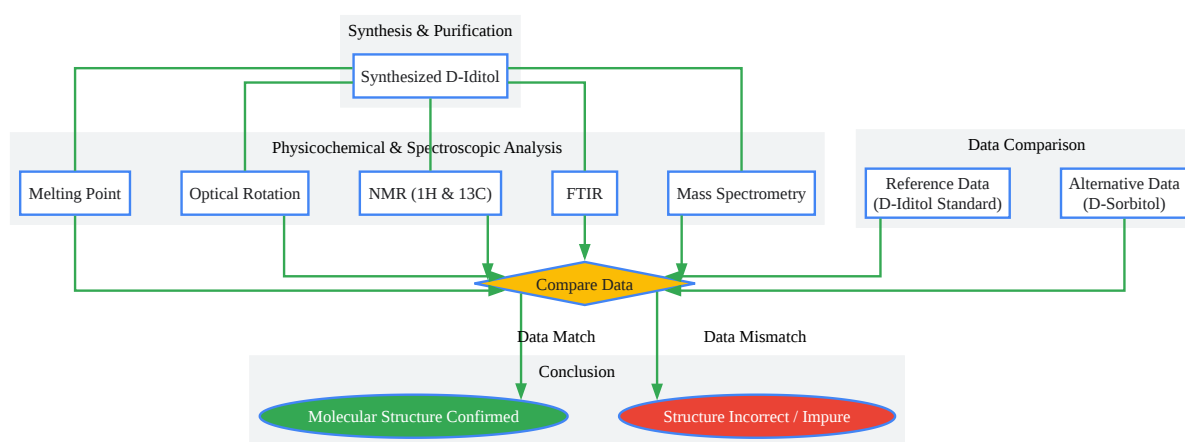 Synthesis & Purification
Synthesized D-Iditol
Physicochemical & Spectroscopic Analysis
Data Comparison
Melting Point
Optical Rotation
NMR (1H & 13C)
FTIR
Mass Spectrometry
Reference Data
(D-Iditol Standard)
Alternative Data
(D-Sorbitol)
Compare Data
Data Match
Data Mismatch
Conclusion
Molecular Structure Confirmed
Structure Incorrect / Impure